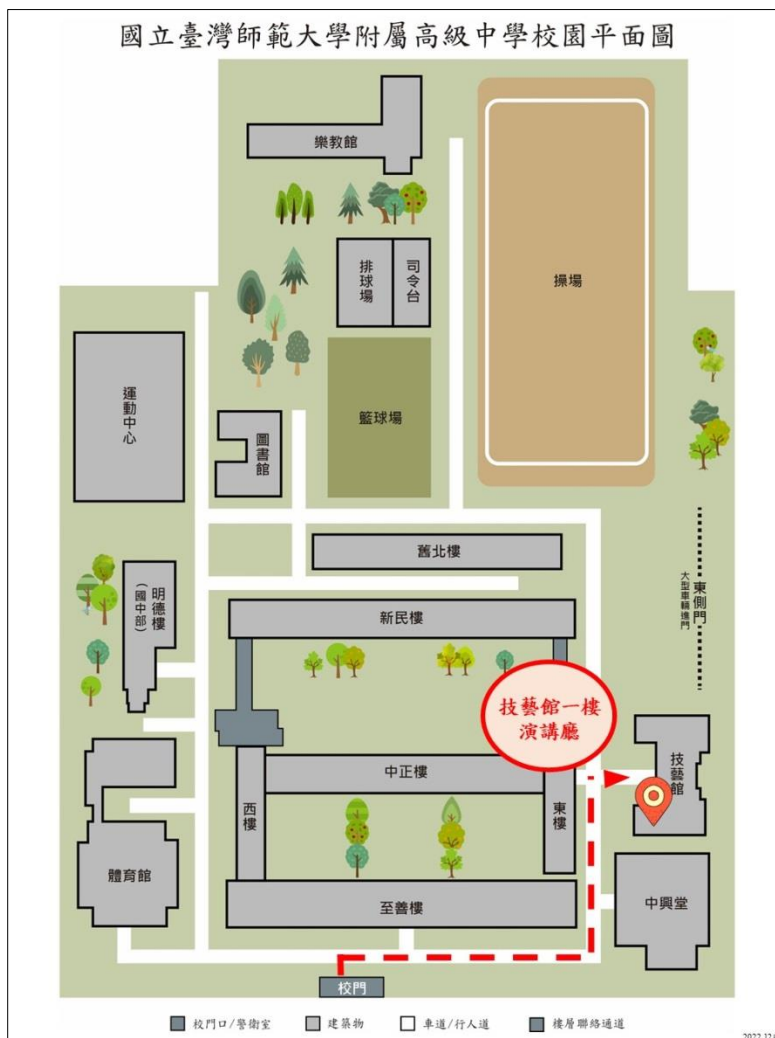 國立臺灣師範大學附屬高級中學校園平面圖
樂教館
排球場
司令台
操場
運動中心
圖書館
籃球場
舊北樓
明德樓
(國中部)
新民樓
東側門
大型車輛進門
技藝館一樓
演講廳
中正樓
西樓
東樓
技藝館
體育館
至善樓
中興堂
校門
校門口/警衛室
建築物
車道/行人道
樓層聯絡通道